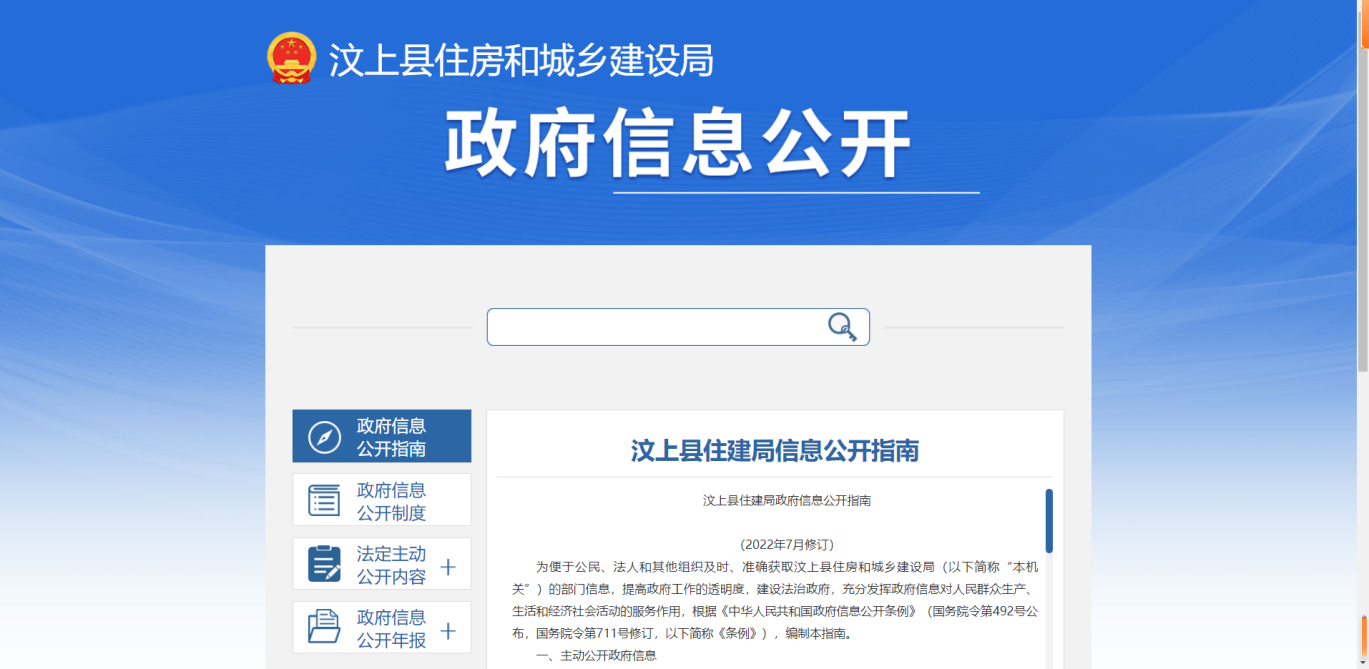 汶上县住房和城乡建设局
政府信息公开
政府信息
公开指南
政府信息
公开制度
法定主动
公开内容
政府信息
公开年报
汶上县住建局信息公开指南
汶上县住建局政府信息公开指南
（2022年7月修订）
为便于公民、法人和其他组织及时、准确获取汶上县住房和城乡建设局（以下简称“本机
关”）的部门信息，提高政府工作的透明度，建设法治政府，充分发挥政府信息对人民群众生产、
生活和经济社会活动的服务作用，根据《中华人民共和国政府信息公开条例》（国务院令第492号公
布，国务院令第711号修订，以下简称《条例》），编制本指南。
一、主动公开政府信息